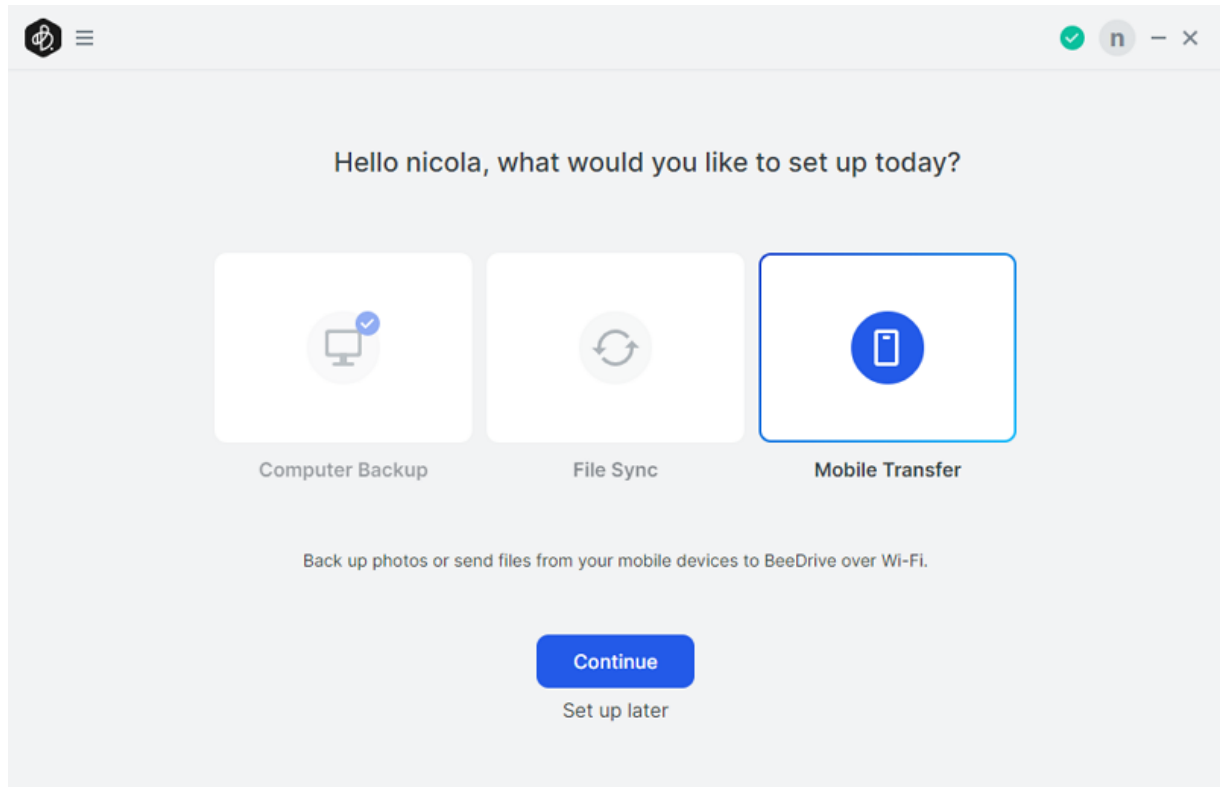 n
Hello nicola, what would you like to set up today?
Computer Backup
File Sync
Mobile Transfer
Back up photos or send files from your mobile devices to BeeDrive over Wi-Fi.
Continue
Set up later